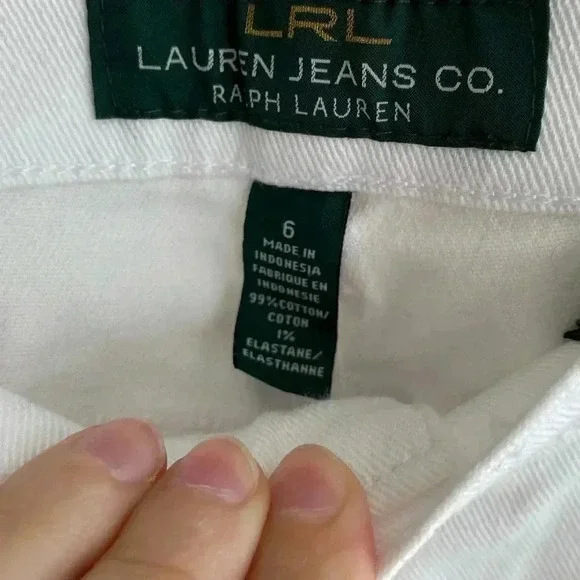 LRL
LAUREN JEANS CO.
RALPH LAUREN
6
MADE IN
INDONESIA
FABRIQUE EN
INDONESIE
99% COTTON/
COTON
1%
ELASTANE/
ELASTHANNE